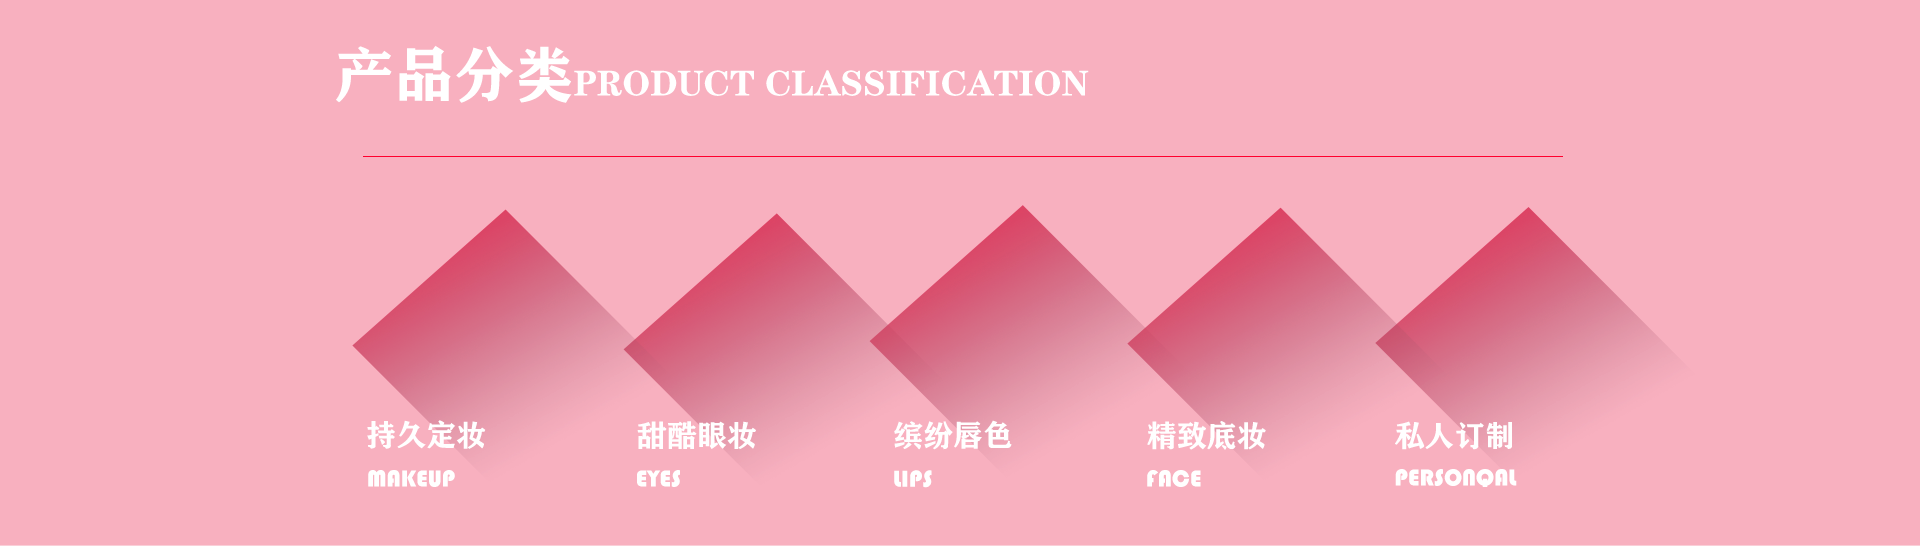 产品分类PRODUCT CLASSIFICATION
持久定妆
MAKEUP
甜酷眼妆
EYES
缤纷唇色
LIPS
精致底妆
FACE
私人订制
PERSONQAL